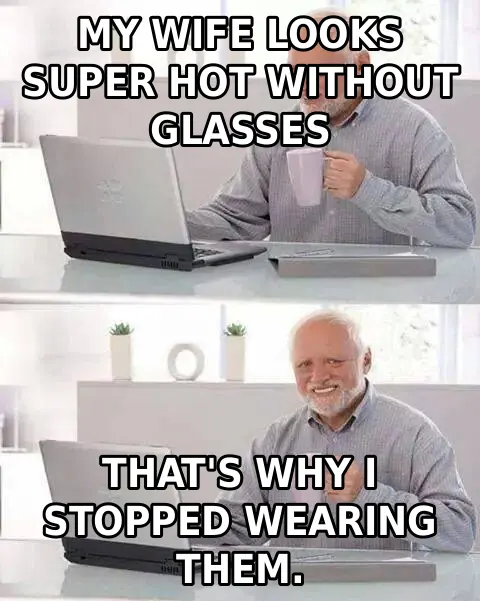 MY WIFE LOOKS
SUPER HOT WITHOUT
GLASSES
THAT'S WHY I
STOPPED WEARING
THEM.